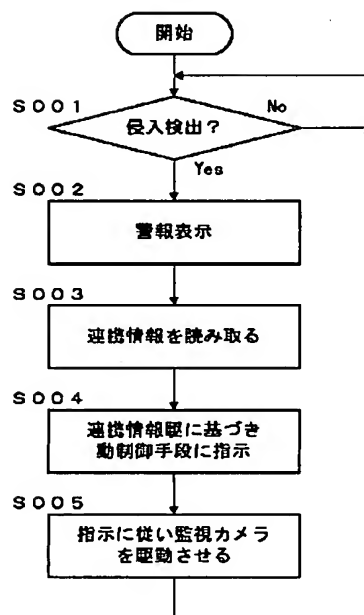 開始
S001
侵入検出?
No
Yes
S002
警報表示
S003
連携情報を読み取る
S004
連携情報駆に基づき
動制御手段に指示
S005
指示に従い監視カメラ
を駆動させる